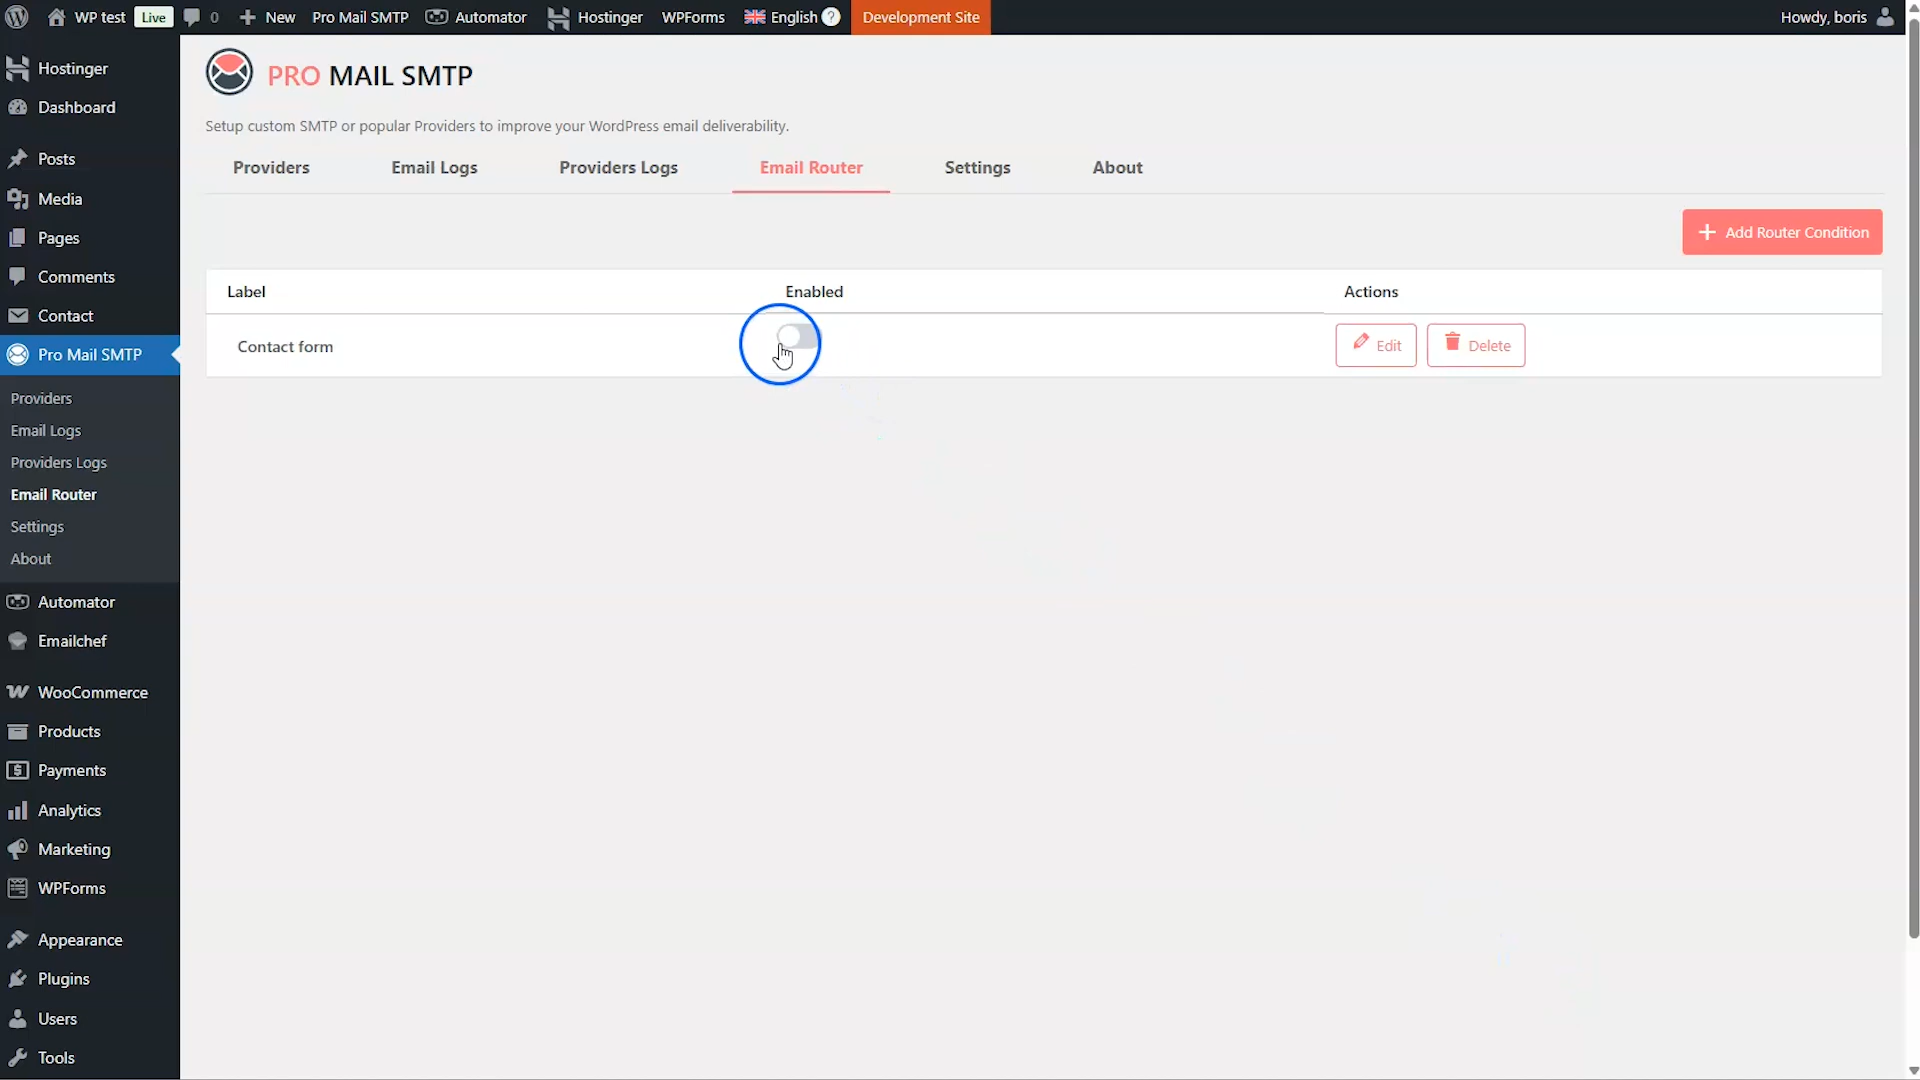 WP test Live 0 New Pro Mail SMTP Automator Hostinger WPForms English ? Development Site Howdy, boris
Hostinger
Dashboard
Posts
Media
Pages
Comments
Contact
Pro Mail SMTP
Providers
Email Logs
Providers Logs
Email Router
Settings
About
Automator
Emailchef
WooCommerce
Products
Payments
Analytics
Marketing
WPForms
Appearance
Plugins
Users
Tools
PRO MAIL SMTP
Setup custom SMTP or popular Providers to improve your WordPress email deliverability.
Providers Email Logs Providers Logs Email Router Settings About
+ Add Router Condition
Label Enabled Actions
Contact form Edit Delete